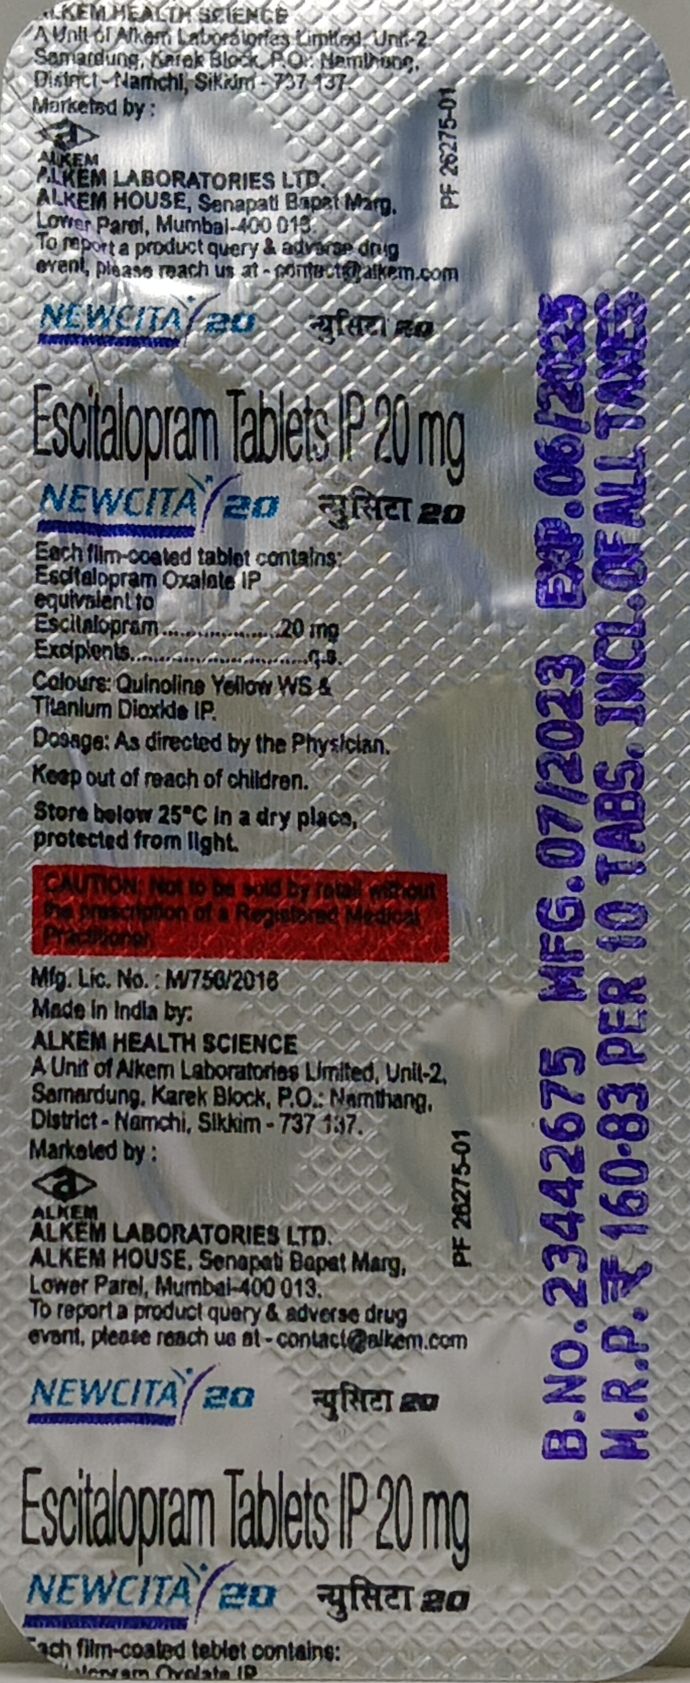 ALKEM HEALTH SCIENCE
A Unit of Alkem Laboratories Limited, Unit-2,
Samardung, Karek Block, P.O.: Namthang,
District - Namchi, Sikkim - 737 137.
Marketed by :
a
ALKEM
ALKEM LABORATORIES LTD.
ALKEM HOUSE, Senapati Bapat Marg,
Lower Parel, Mumbai-400 013.
To report a product query & adverse drug
event, please reach us at - contact@alkem.com
PF 26275-01
NEWCITA 20 न्युसिटा 20
Escitalopram Tablets IP 20 mg
NEWCITA 20 न्युसिटा 20
Each film-coated tablet contains:
Escitalopram Oxalate IP
equivalent to
Escitalopram....................20 mg
Excipients............................q.s.
Colours: Quinoline Yellow WS &
Titanium Dioxide IP.
Dosage: As directed by the Physician.
Keep out of reach of children.
Store below 25°C in a dry place,
protected from light.
CAUTION: Not to be sold by retail without
the prescription of a Registered Medical
Practitioner
Mfg. Lic. No. : M/756/2016
Made in India by:
ALKEM HEALTH SCIENCE
A Unit of Alkem Laboratories Limited, Unit-2,
Samardung, Karek Block, P.O.: Namthang,
District - Namchi, Sikkim - 737 137.
Marketed by :
a
ALKEM
ALKEM LABORATORIES LTD.
ALKEM HOUSE, Senapati Bapat Marg,
Lower Parel, Mumbai-400 013.
To report a product query & adverse drug
event, please reach us at - contact@alkem.com
PF 26275-01
NEWCITA 20 न्युसिटा 20
Escitalopram Tablets IP 20 mg
NEWCITA 20 न्युसिटा 20
Each film-coated tablet contains:
Oxalate IP
B.NO.23442675 MFG.07/2023 EXP.06/2025
M.R.P.₹ 160.83 PER 10 TABS. INCL.OF ALL TAXES